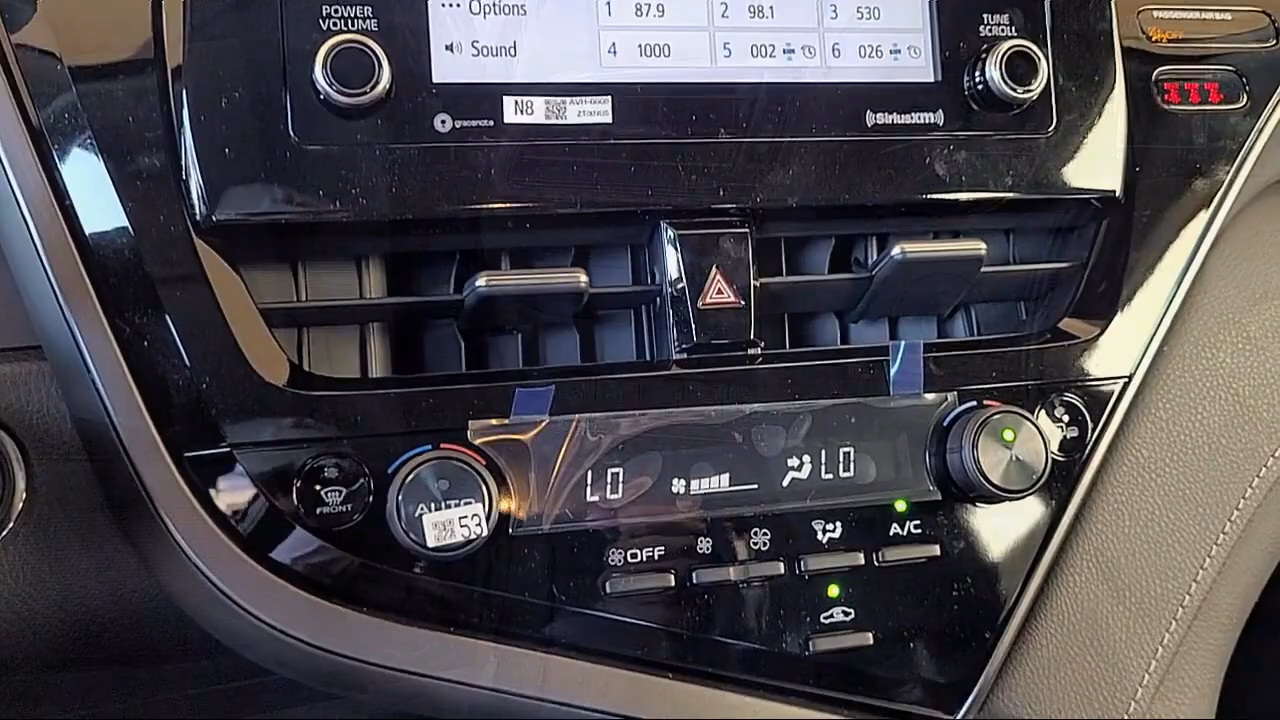 POWER
VOLUME
Options
1 87.9
2 98.1
3 530
TUNE
SCROLL
PASSENGER AIR BAG
OFF
Sound
4 1000
5 002
6 026
gracenote
N8
((SiriusXM))
FRONT
AUTO
53
LO
LO
OFF
A/C